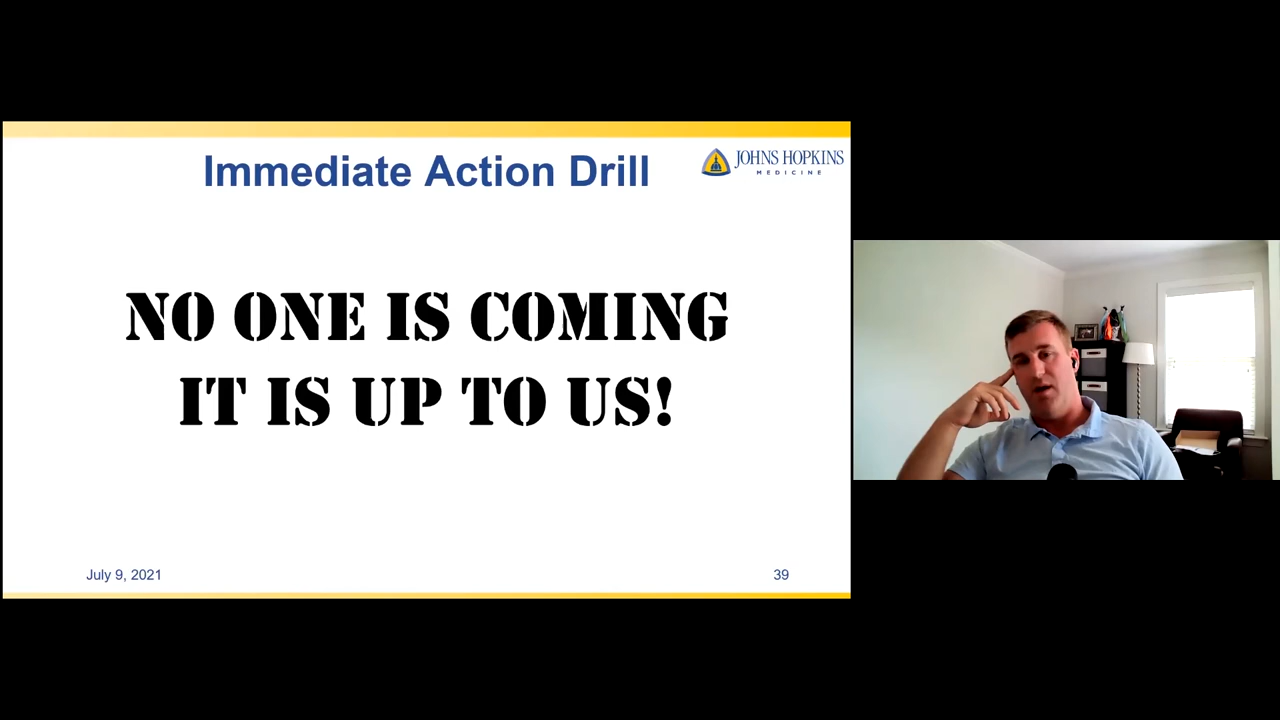 Immediate Action Drill
JOHNS HOPKINS
MEDICINE
NO ONE IS COMING
IT IS UP TO US!
July 9, 2021
39